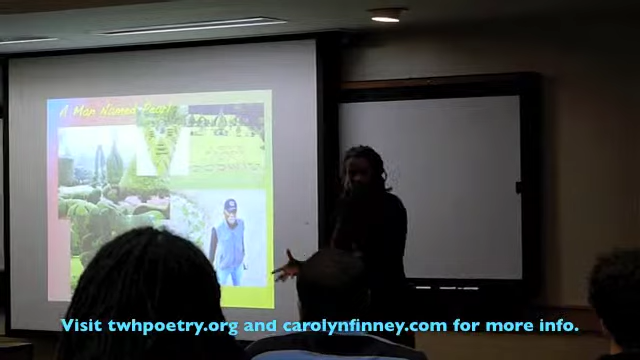 A Man Named Pearl
Visit twhpoetry.org and carolynfinney.com for more info.